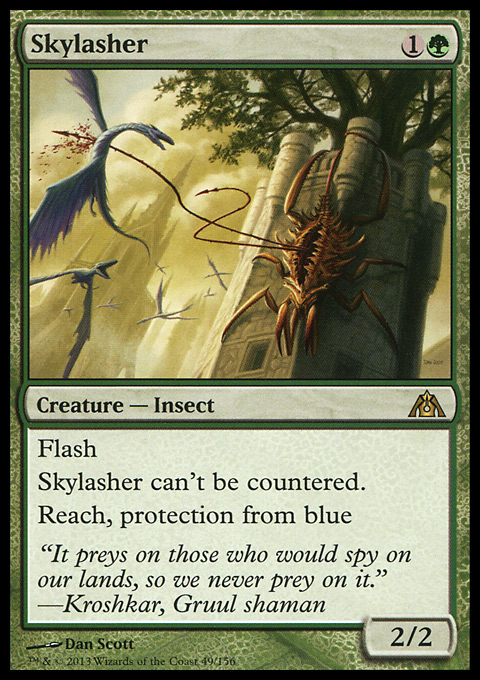 Skylasher 1
Creature — Insect
Flash
Skylasher can't be countered.
Reach, protection from blue
“It preys on those who would spy on
our lands, so we never prey on it.”
—Kroshkar, Gruul shaman
2/2
Dan Scott
™ & © 2013 Wizards of the Coast 49/156